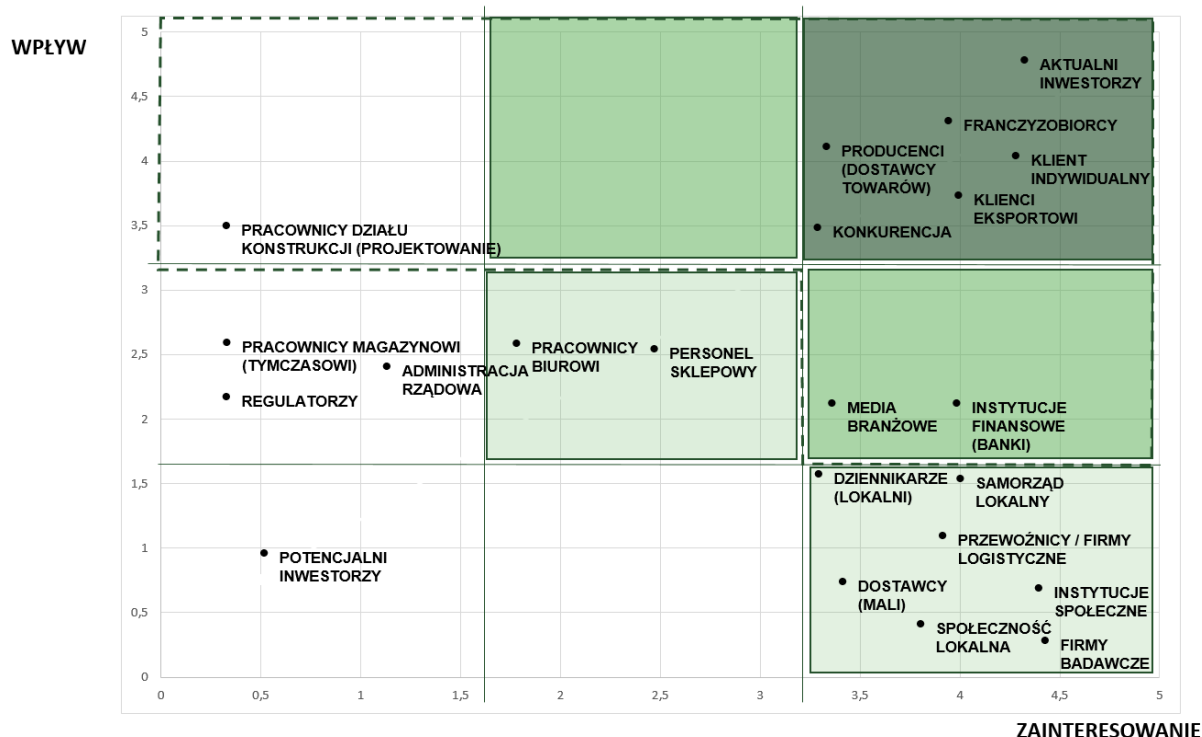 WPŁYW
5
4,5
4
3,5
3
2,5
2
1,5
1
0,5
0
AKTUALNI
INWESTORZY
FRANCZYZOBIORCY
PRODUCENCI
(DOSTAWCY
TOWARÓW)
KLIENT
INDYWIDUALNY
KLIENCI
EKSPORTOWI
KONKURENCJA
PRACOWNICY DZIAŁU
KONSTRUKCJI (PROJEKTOWANIE)
PRACOWNICY MAGAZYNOWI
(TYMCZASOWI)
ADMINISTRACJA
RZĄDOWA
REGULATORZY
PRACOWNICY
BIUROWI
PERSONEL
SKLEPOWY
MEDIA
BRANŻOWE
INSTYTUCJE
FINANSOWE
(BANKI)
DZIENNIKARZE
(LOKALNI)
SAMORZĄD
LOKALNY
PRZEWOŹNICY / FIRMY
LOGISTYCZNE
POTENCJALNI
INWESTORZY
DOSTAWCY
(MALI)
INSTYTUCJE
SPOŁECZNE
SPOŁECZNOŚĆ
LOKALNA
FIRMY
BADAWCZE
0
0,5
1
1,5
2
2,5
3
3,5
4
4,5
5
ZAINTERESOWANIE